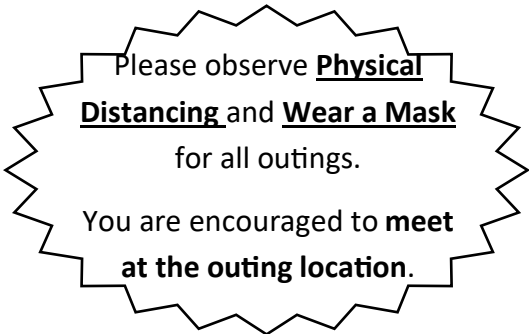 Please observe Physical
Distancing and Wear a Mask
for all outings.
You are encouraged to meet
at the outing location.